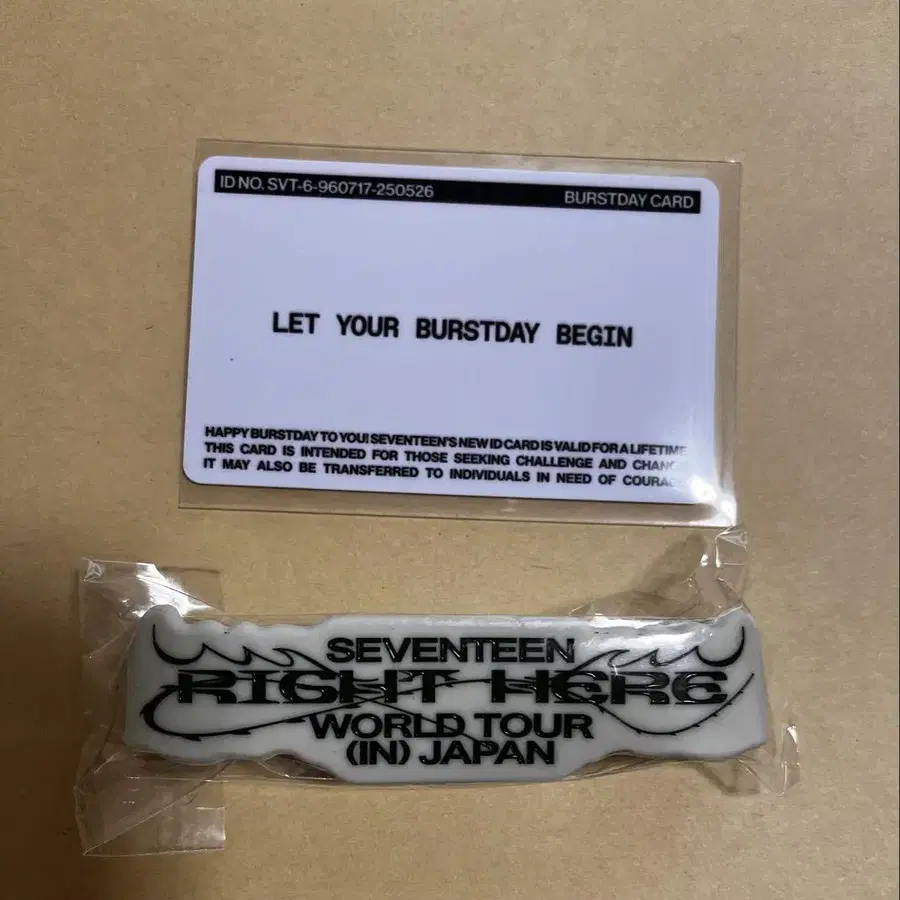 ID NO. SVT-6-960717-250526 BURSTDAY CARD
LET YOUR BURSTDAY BEGIN
HAPPY BURSTDAY TO YOU! SEVENTEEN'S NEW ID CARD IS VALID FOR A LIFETIME
THIS CARD IS INTENDED FOR THOSE SEEKING CHALLENGE AND
IT MAY ALSO BE TRANSFERRED TO INDIVIDUALS IN NEED OF
SEVENTEEN
RIGHT HERE
WORLD TOUR
(IN) JAPAN